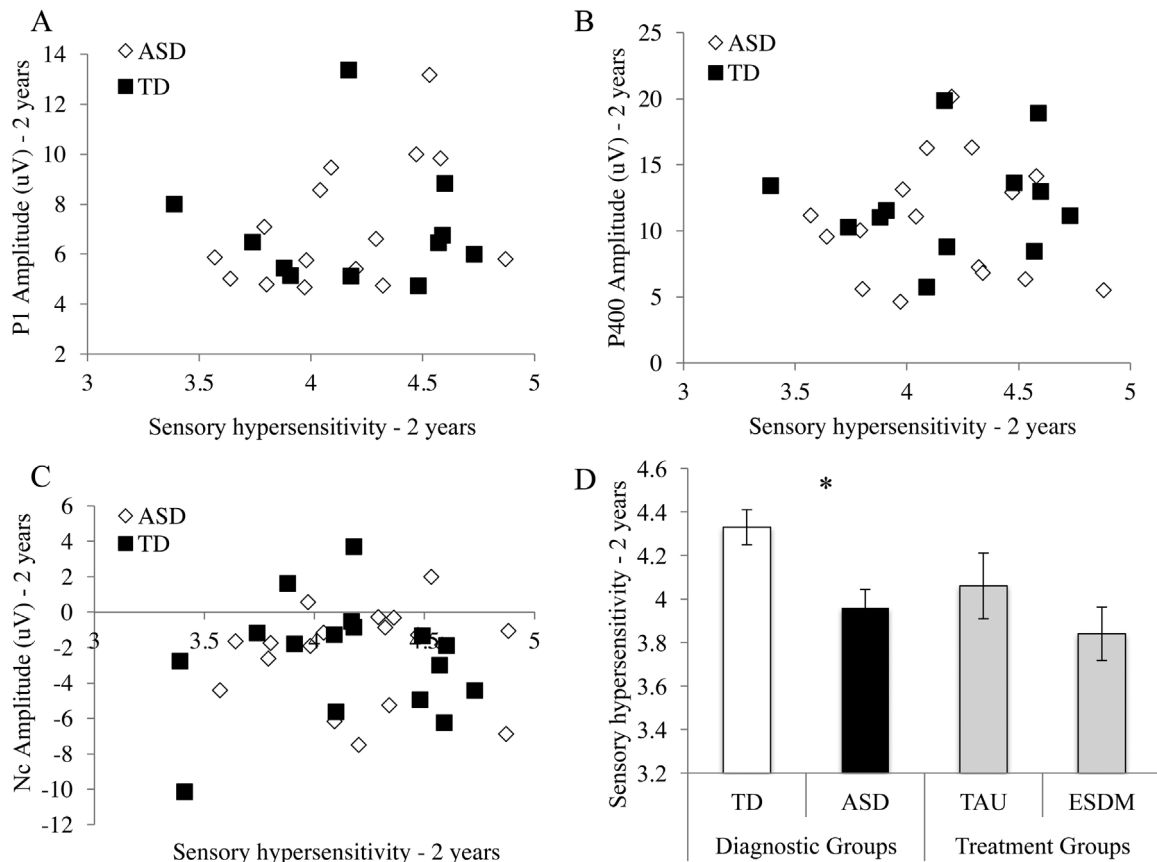 A
ASD
TD
P1 Amplitude (uV) - 2 years
14
12
10
8
6
4
2
3 3.5 4 4.5 5
Sensory hypersensitivity - 2 years
B
ASD
TD
P400 Amplitude (uV) - 2 years
25
20
15
10
5
0
3 3.5 4 4.5 5
Sensory hypersensitivity - 2 years
C
ASD
TD
Nc Amplitude (uV) - 2 years
6
4
2
0
-2
-4
-6
-8
-10
-12
3 3.5 4 4.5 5
Sensory hypersensitivity - 2 years
D
*
Sensory hypersensitivity - 2 years
4.6
4.4
4.2
4
3.8
3.6
3.4
3.2
TD ASD TAU ESDM
Diagnostic Groups Treatment Groups